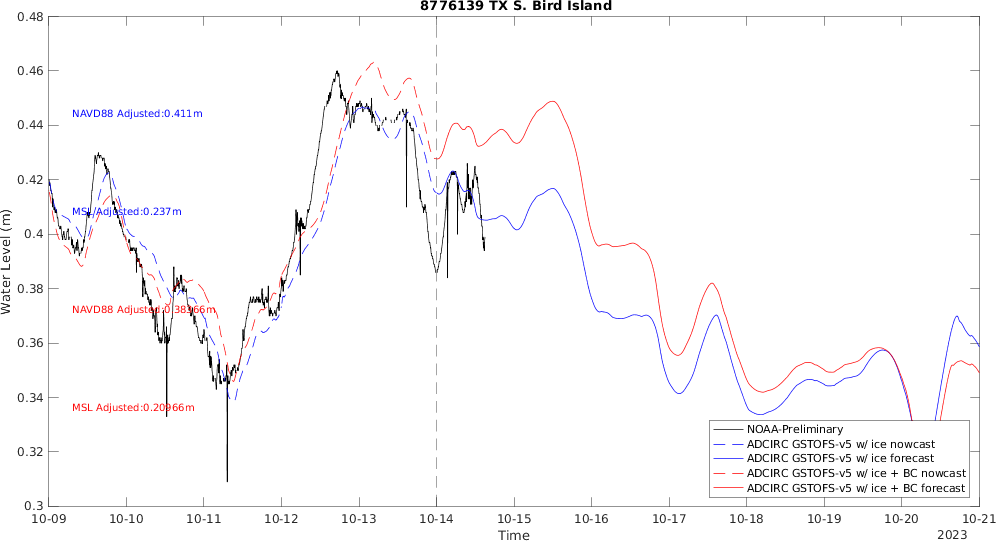 8776139 TX S. Bird Island
Water Level (m)
0.48
0.46
0.44
0.42
0.4
0.38
0.36
0.34
0.32
0.3
NAVD88 Adjusted:0.411m
MSL Adjusted:0.237m
NAVD88 Adjusted:0.38366m
MSL Adjusted:0.20966m
NOAA-Preliminary
ADCIRC GSTOFS-v5 w/ ice nowcast
ADCIRC GSTOFS-v5 w/ ice forecast
ADCIRC GSTOFS-v5 w/ ice + BC nowcast
ADCIRC GSTOFS-v5 w/ ice + BC forecast
10-09 10-10 10-11 10-12 10-13 10-14 10-15 10-16 10-17 10-18 10-19 10-20 10-21
Time
2023